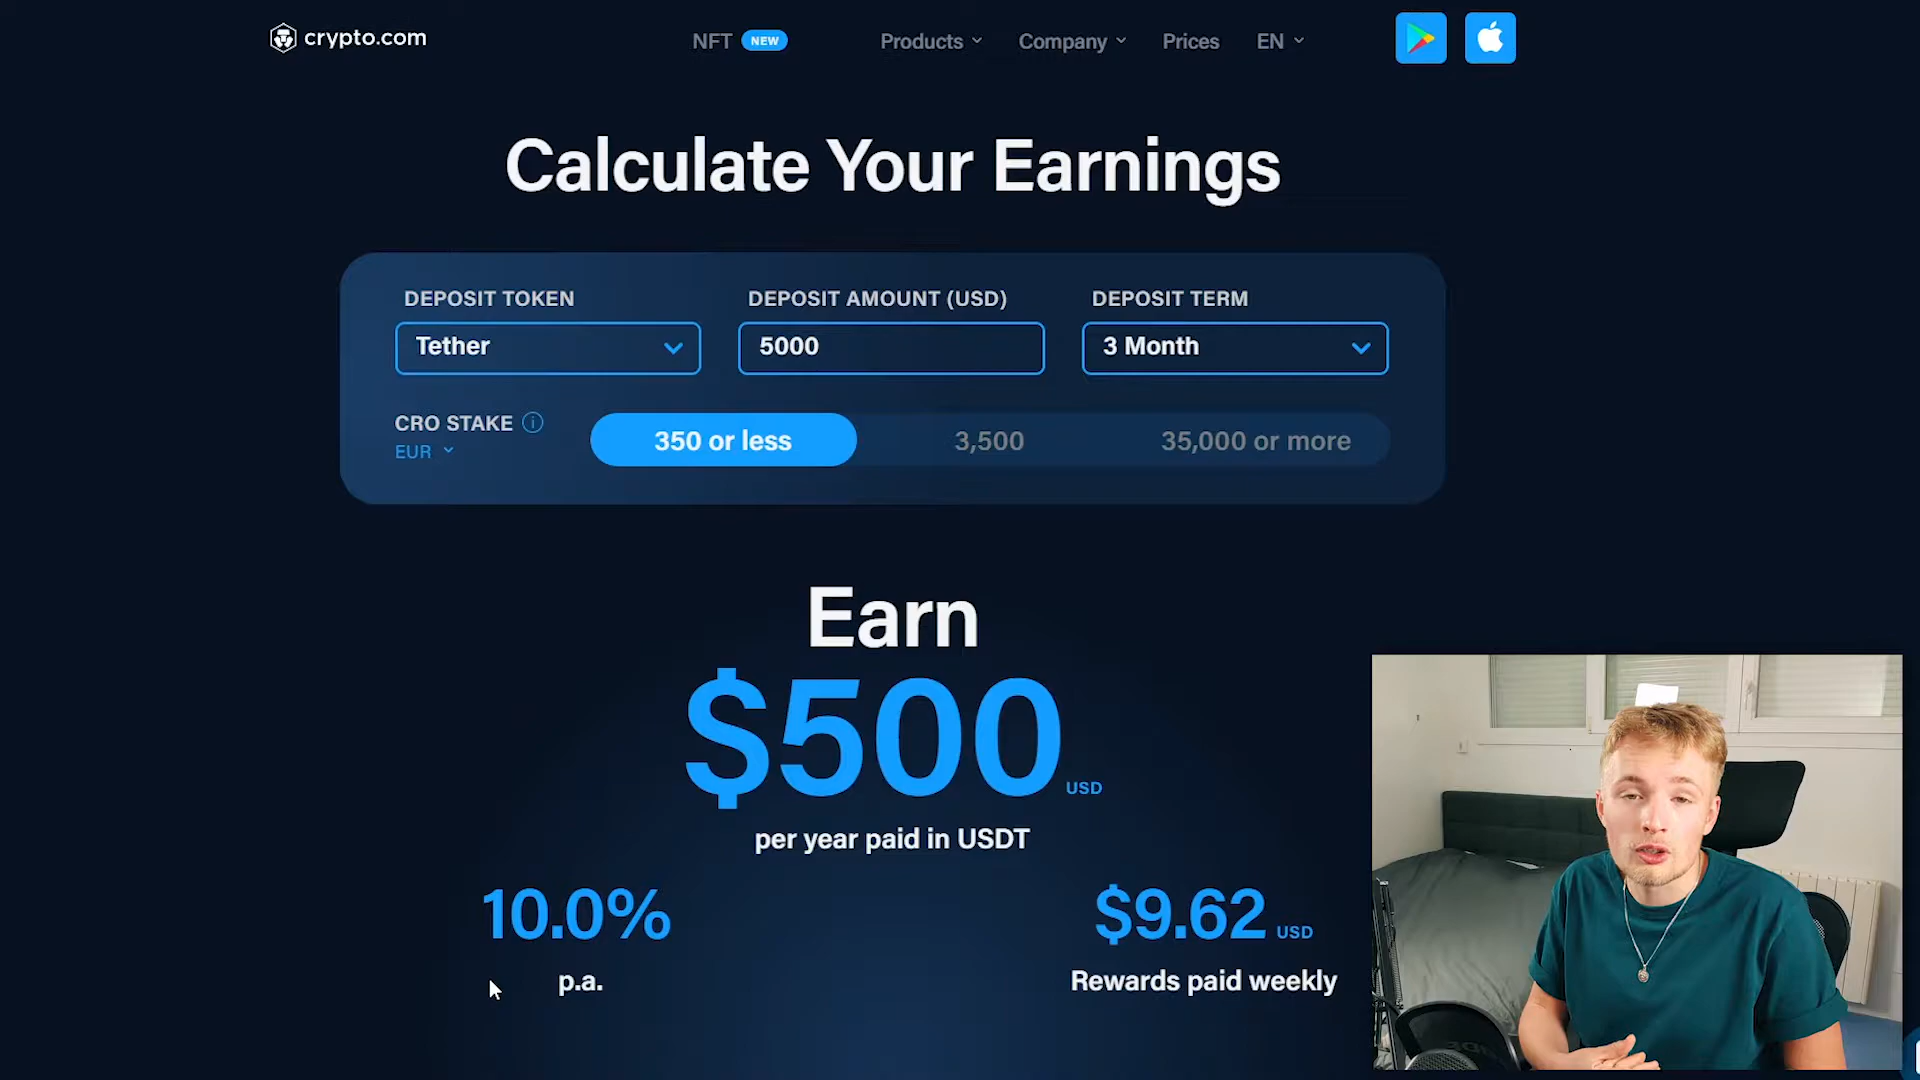 crypto.com
NFT NEW Products Company Prices EN
Calculate Your Earnings
DEPOSIT TOKEN DEPOSIT AMOUNT (USD) DEPOSIT TERM
Tether 5000 3 Month
CRO STAKE
EUR
350 or less 3,500 35,000 or more
Earn
$500 USD
per year paid in USDT
10.0% $9.62 USD
p.a. Rewards paid weekly